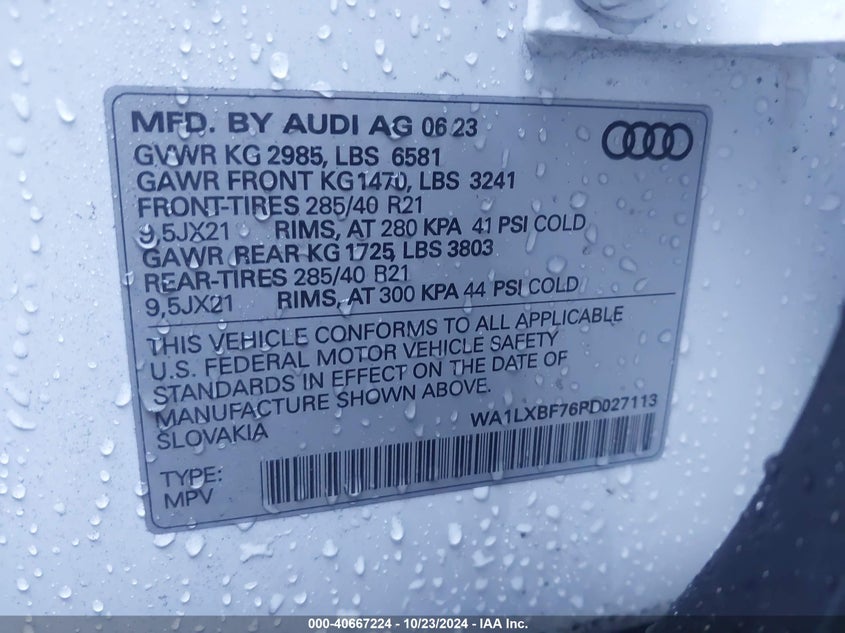 MFD. BY AUDI AG 06 23
GVWR KG 2985, LBS 6581
GAWR FRONT KG 1470, LBS 3241
FRONT-TIRES 285/40 R21
9,5JX21 RIMS, AT 280 KPA 41 PSI COLD
GAWR REAR KG 1725, LBS 3803
REAR-TIRES 285/40 R21
9,5JX21 RIMS, AT 300 KPA 44 PSI COLD
THIS VEHICLE CONFORMS TO ALL APPLICABLE
U.S. FEDERAL MOTOR VEHICLE SAFETY
STANDARDS IN EFFECT ON THE DATE OF
MANUFACTURE SHOWN ABOVE.
SLOVAKIA WA1LXBF76PD027113
TYPE:
MPV
000-40667224 - 10/23/2024 - IAA Inc.